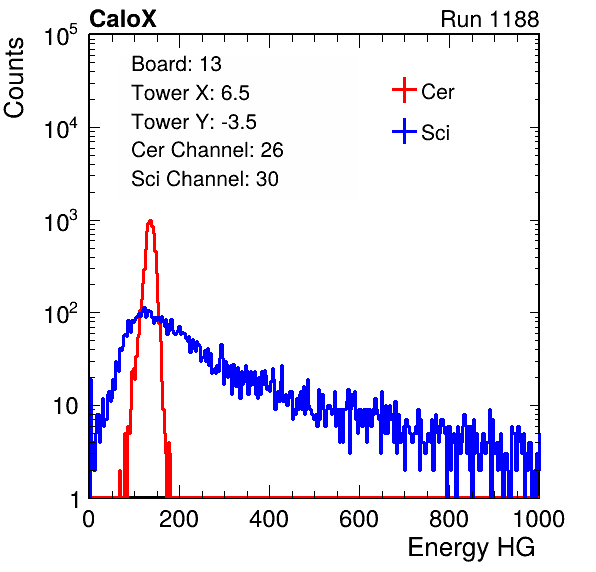 CaloX Run 1188
Counts
Board: 13
Tower X: 6.5
Tower Y: -3.5
Cer Channel: 26
Sci Channel: 30
Cer
Sci
10^5
10^4
10^3
10^2
10
1
0 200 400 600 800 1000
Energy HG